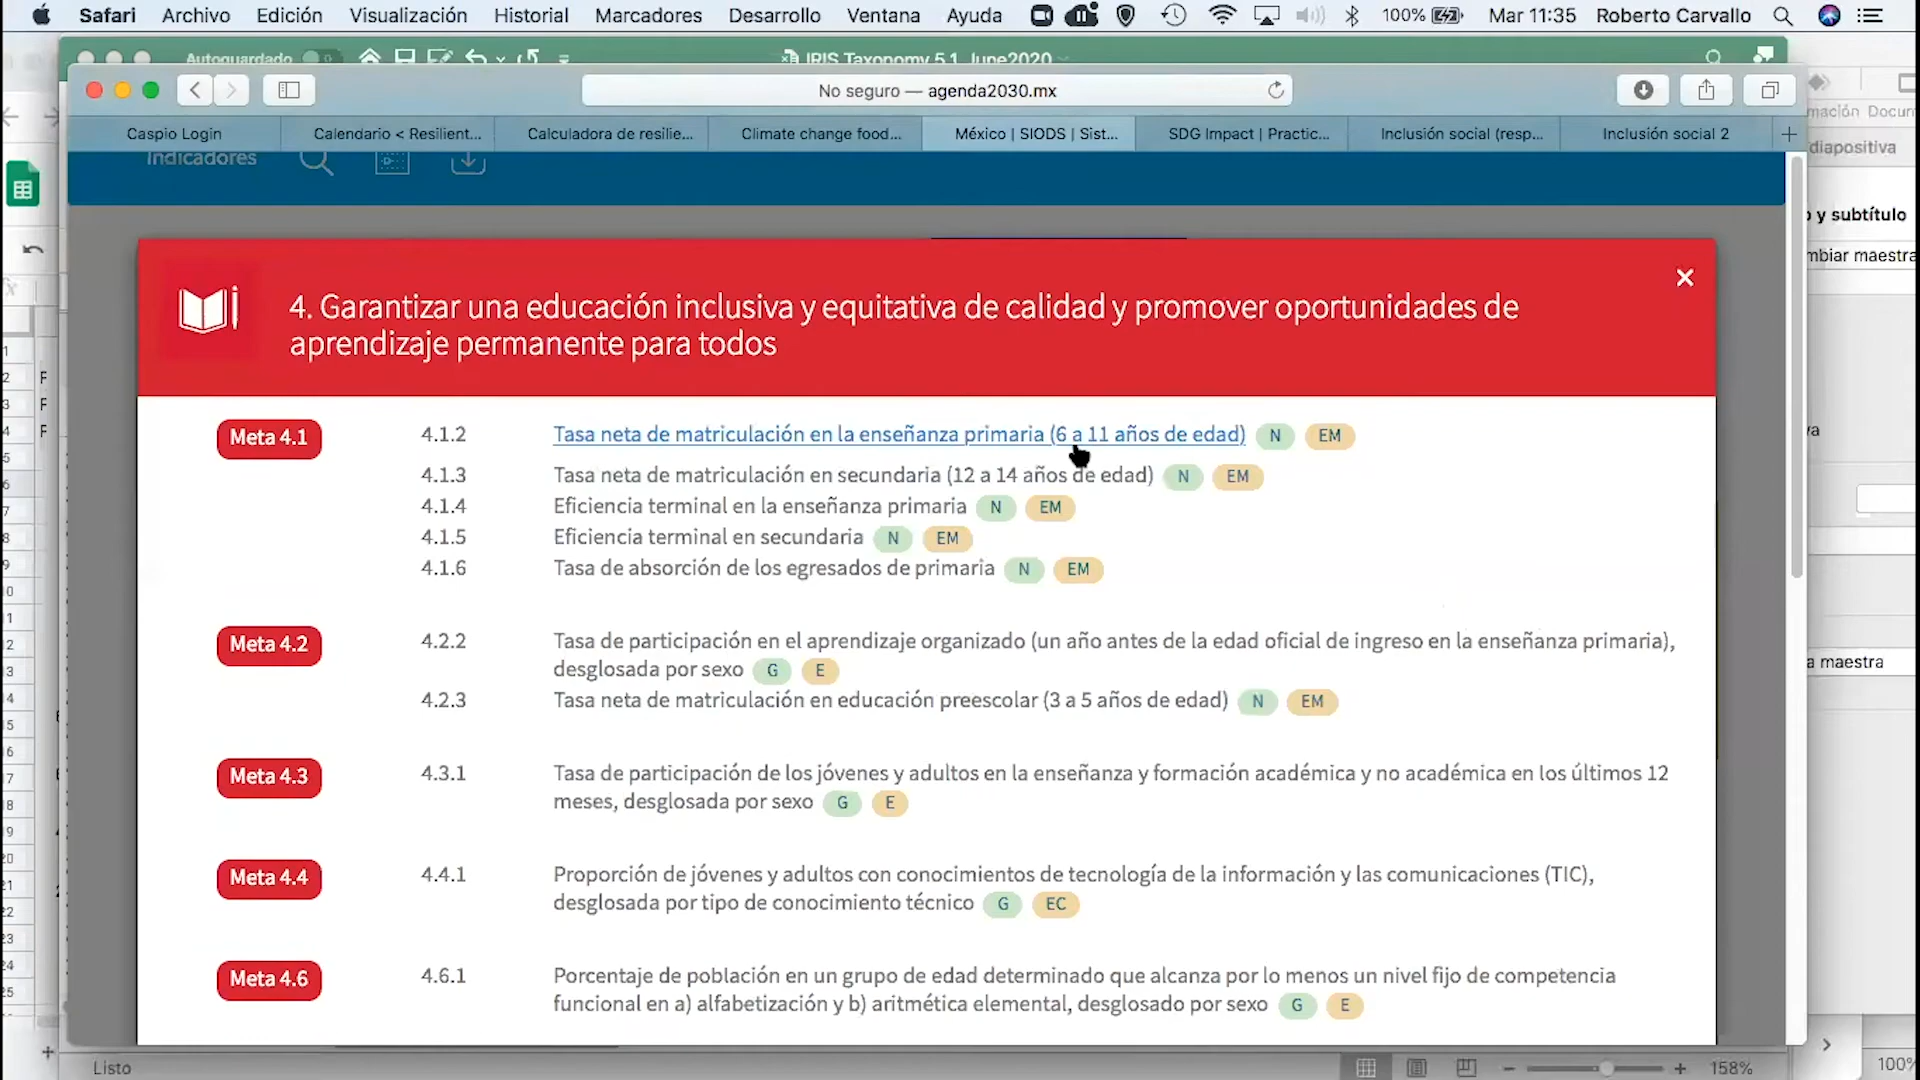 Safari Archivo Edición Visualización Historial Marcadores Desarrollo Ventana Ayuda 100% Mar 11:35 Roberto Carvallo
Autoguardado IRIS Taxonomy 5.1_June2020
No seguro — agenda2030.mx
Caspio Login Calendario < Resilient... Calculadora de resilie... Climate change food... México | SIODS | Sist... SDG Impact | Practic... Inclusión social (resp... Inclusión social 2
Indicadores
diapositiva
y subtítulo
mbiar maestra
a maestra
4. Garantizar una educación inclusiva y equitativa de calidad y promover oportunidades de
aprendizaje permanente para todos
Meta 4.1 4.1.2 Tasa neta de matriculación en la enseñanza primaria (6 a 11 años de edad) N EM
4.1.3 Tasa neta de matriculación en secundaria (12 a 14 años de edad) N EM
4.1.4 Eficiencia terminal en la enseñanza primaria N EM
4.1.5 Eficiencia terminal en secundaria N EM
4.1.6 Tasa de absorción de los egresados de primaria N EM
Meta 4.2 4.2.2 Tasa de participación en el aprendizaje organizado (un año antes de la edad oficial de ingreso en la enseñanza primaria),
desglosada por sexo G E
4.2.3 Tasa neta de matriculación en educación preescolar (3 a 5 años de edad) N EM
Meta 4.3 4.3.1 Tasa de participación de los jóvenes y adultos en la enseñanza y formación académica y no académica en los últimos 12
meses, desglosada por sexo G E
Meta 4.4 4.4.1 Proporción de jóvenes y adultos con conocimientos de tecnología de la información y las comunicaciones (TIC),
desglosada por tipo de conocimiento técnico G EC
Meta 4.6 4.6.1 Porcentaje de población en un grupo de edad determinado que alcanza por lo menos un nivel fijo de competencia
funcional en a) alfabetización y b) aritmética elemental, desglosado por sexo G E
Listo 158% 100%